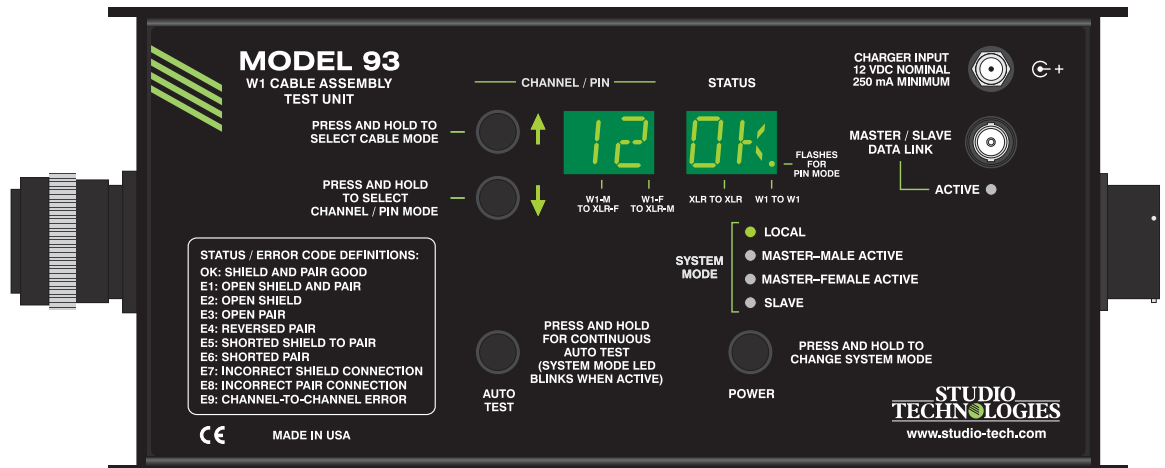 MODEL 93
W1 CABLE ASSEMBLY
TEST UNIT
CHANNEL / PIN
STATUS
CHARGER INPUT
12 VDC NOMINAL
250 mA MINIMUM
+
PRESS AND HOLD TO
SELECT CABLE MODE
12
OK.
FLASHES
FOR
PIN MODE
MASTER / SLAVE
DATA LINK
ACTIVE
PRESS AND HOLD
TO SELECT
CHANNEL / PIN MODE
W1-M
TO XLR-F
W1-F
TO XLR-M
XLR TO XLR
W1 TO W1
SYSTEM
MODE
LOCAL
MASTER–MALE ACTIVE
MASTER–FEMALE ACTIVE
SLAVE
STATUS / ERROR CODE DEFINITIONS:
OK: SHIELD AND PAIR GOOD
E1: OPEN SHIELD AND PAIR
E2: OPEN SHIELD
E3: OPEN PAIR
E4: REVERSED PAIR
E5: SHORTED SHIELD TO PAIR
E6: SHORTED PAIR
E7: INCORRECT SHIELD CONNECTION
E8: INCORRECT PAIR CONNECTION
E9: CHANNEL-TO-CHANNEL ERROR
AUTO
TEST
PRESS AND HOLD
FOR CONTINUOUS
AUTO TEST
(SYSTEM MODE LED
BLINKS WHEN ACTIVE)
POWER
PRESS AND HOLD TO
CHANGE SYSTEM MODE
CE
MADE IN USA
STUDIO
TECHNOLOGIES
www.studio-tech.com